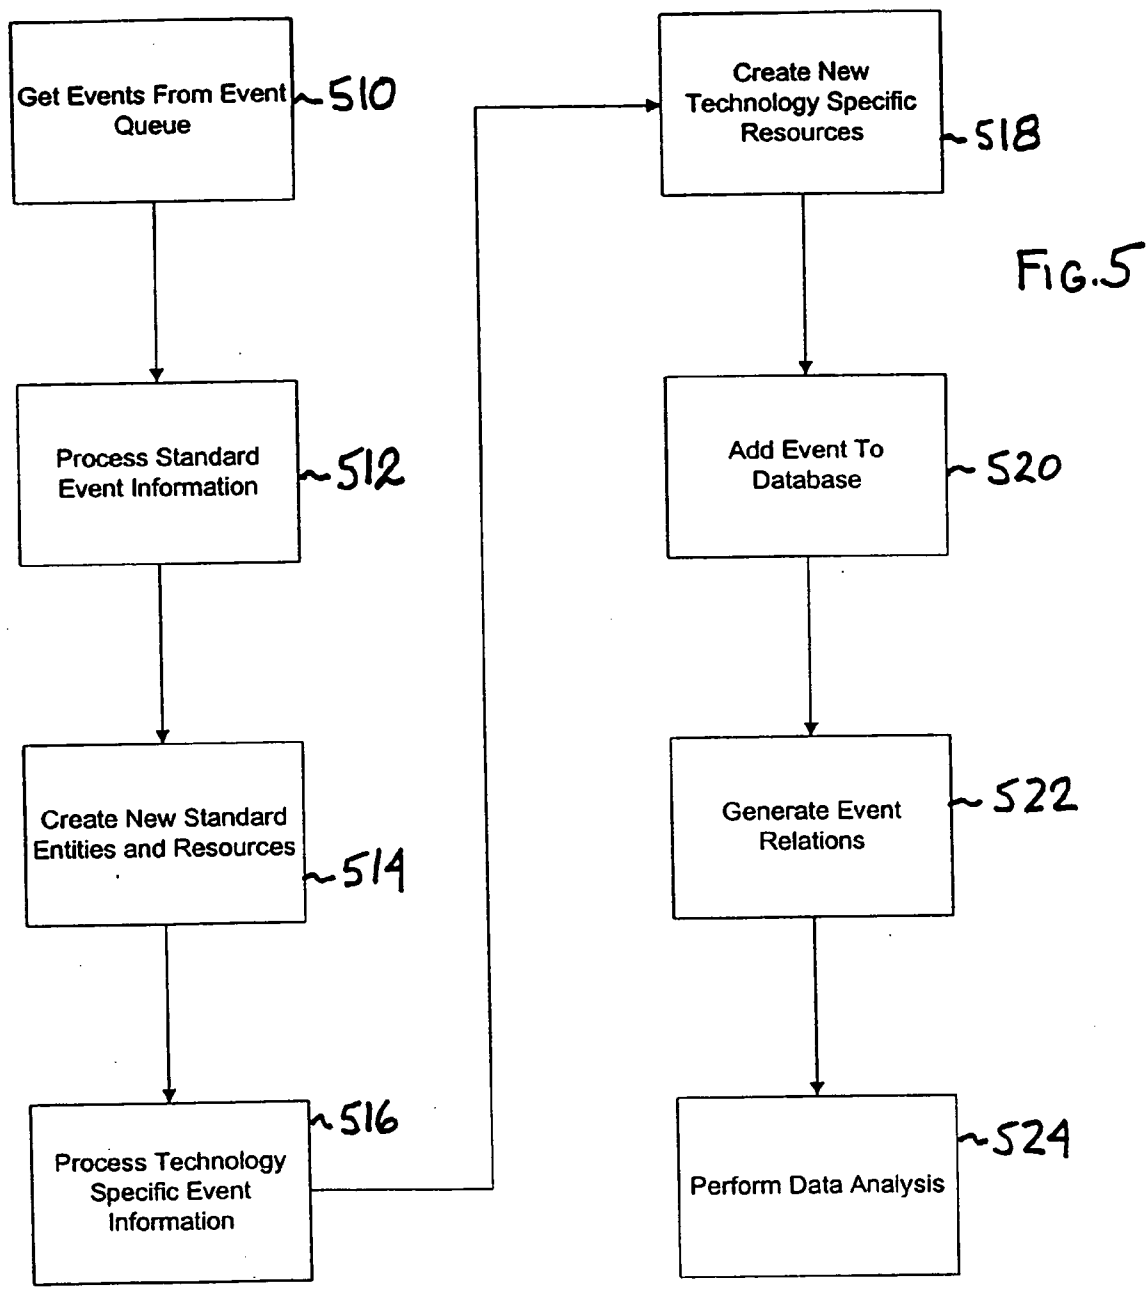 Get Events From Event
Queue
510
Process Standard
Event Information
512
Create New Standard
Entities and Resources
514
516
Process Technology
Specific Event
Information
Create New
Technology Specific
Resources
518
FIG.5
Add Event To
Database
520
Generate Event
Relations
522
524
Perform Data Analysis